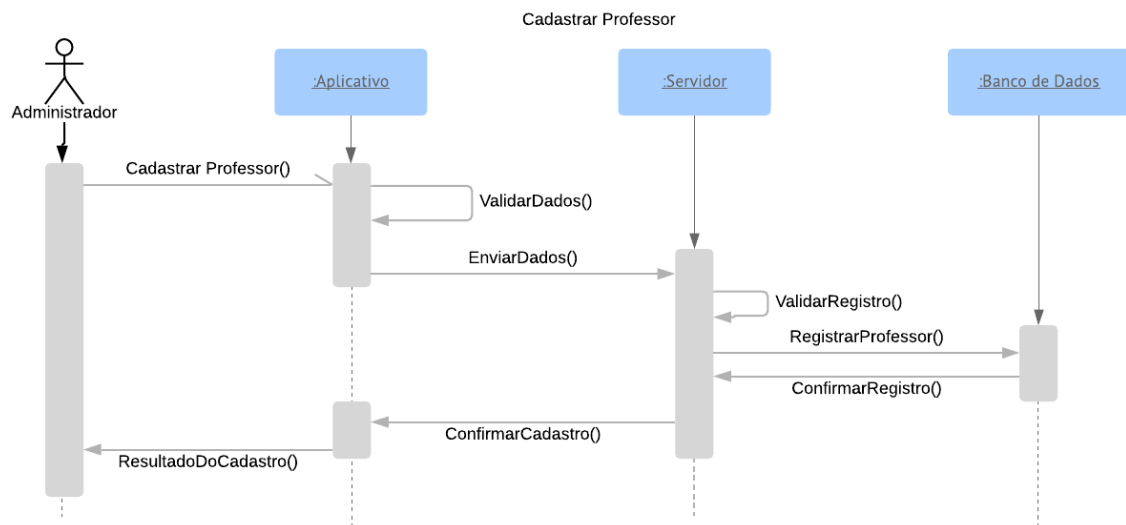 Cadastrar Professor
Administrador
:Aplicativo
:Servidor
:Banco de Dados
Cadastrar Professor()
ValidarDados()
EnviarDados()
ValidarRegistro()
RegistrarProfessor()
ConfirmarRegistro()
ConfirmarCadastro()
ResultadoDoCadastro()